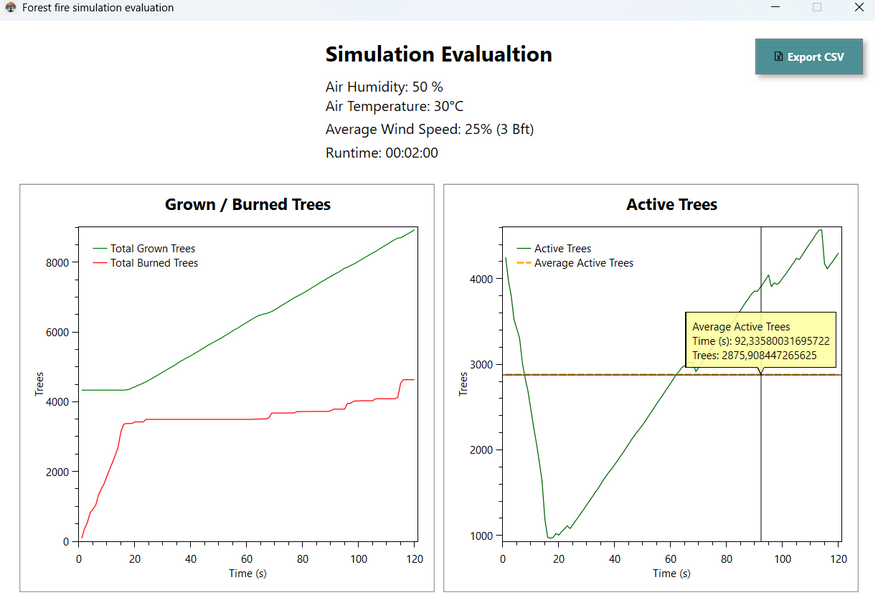 Forest fire simulation evaluation
Simulation Evalualtion
Export CSV
Air Humidity: 50 %
Air Temperature: 30°C
Average Wind Speed: 25% (3 Bft)
Runtime: 00:02:00
Grown / Burned Trees
Total Grown Trees
Total Burned Trees
8000
6000
4000
2000
0
Trees
0 20 40 60 80 100 120
Time (s)
Active Trees
Active Trees
Average Active Trees
4000
3000
2000
1000
Trees
Average Active Trees
Time (s): 92,33580031695722
Trees: 2875,908447265625
0 20 40 60 80 100 120
Time (s)